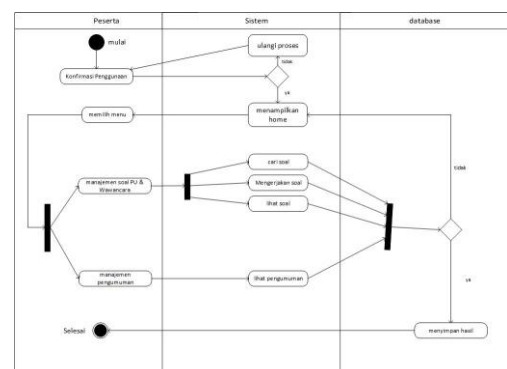 Peserta
Sistem
database
mulai
ulangi proses
tidak
Konfirmasi Penggunaan
ya
memilih menu
menampilkan
home
cari soal
tidak
manajemen soal PU &
Wawancara
Mengerjakan soal
lihat soal
manajemen
pengumuman
lihat pengumuman
ya
Selesai
menyimpan hasil